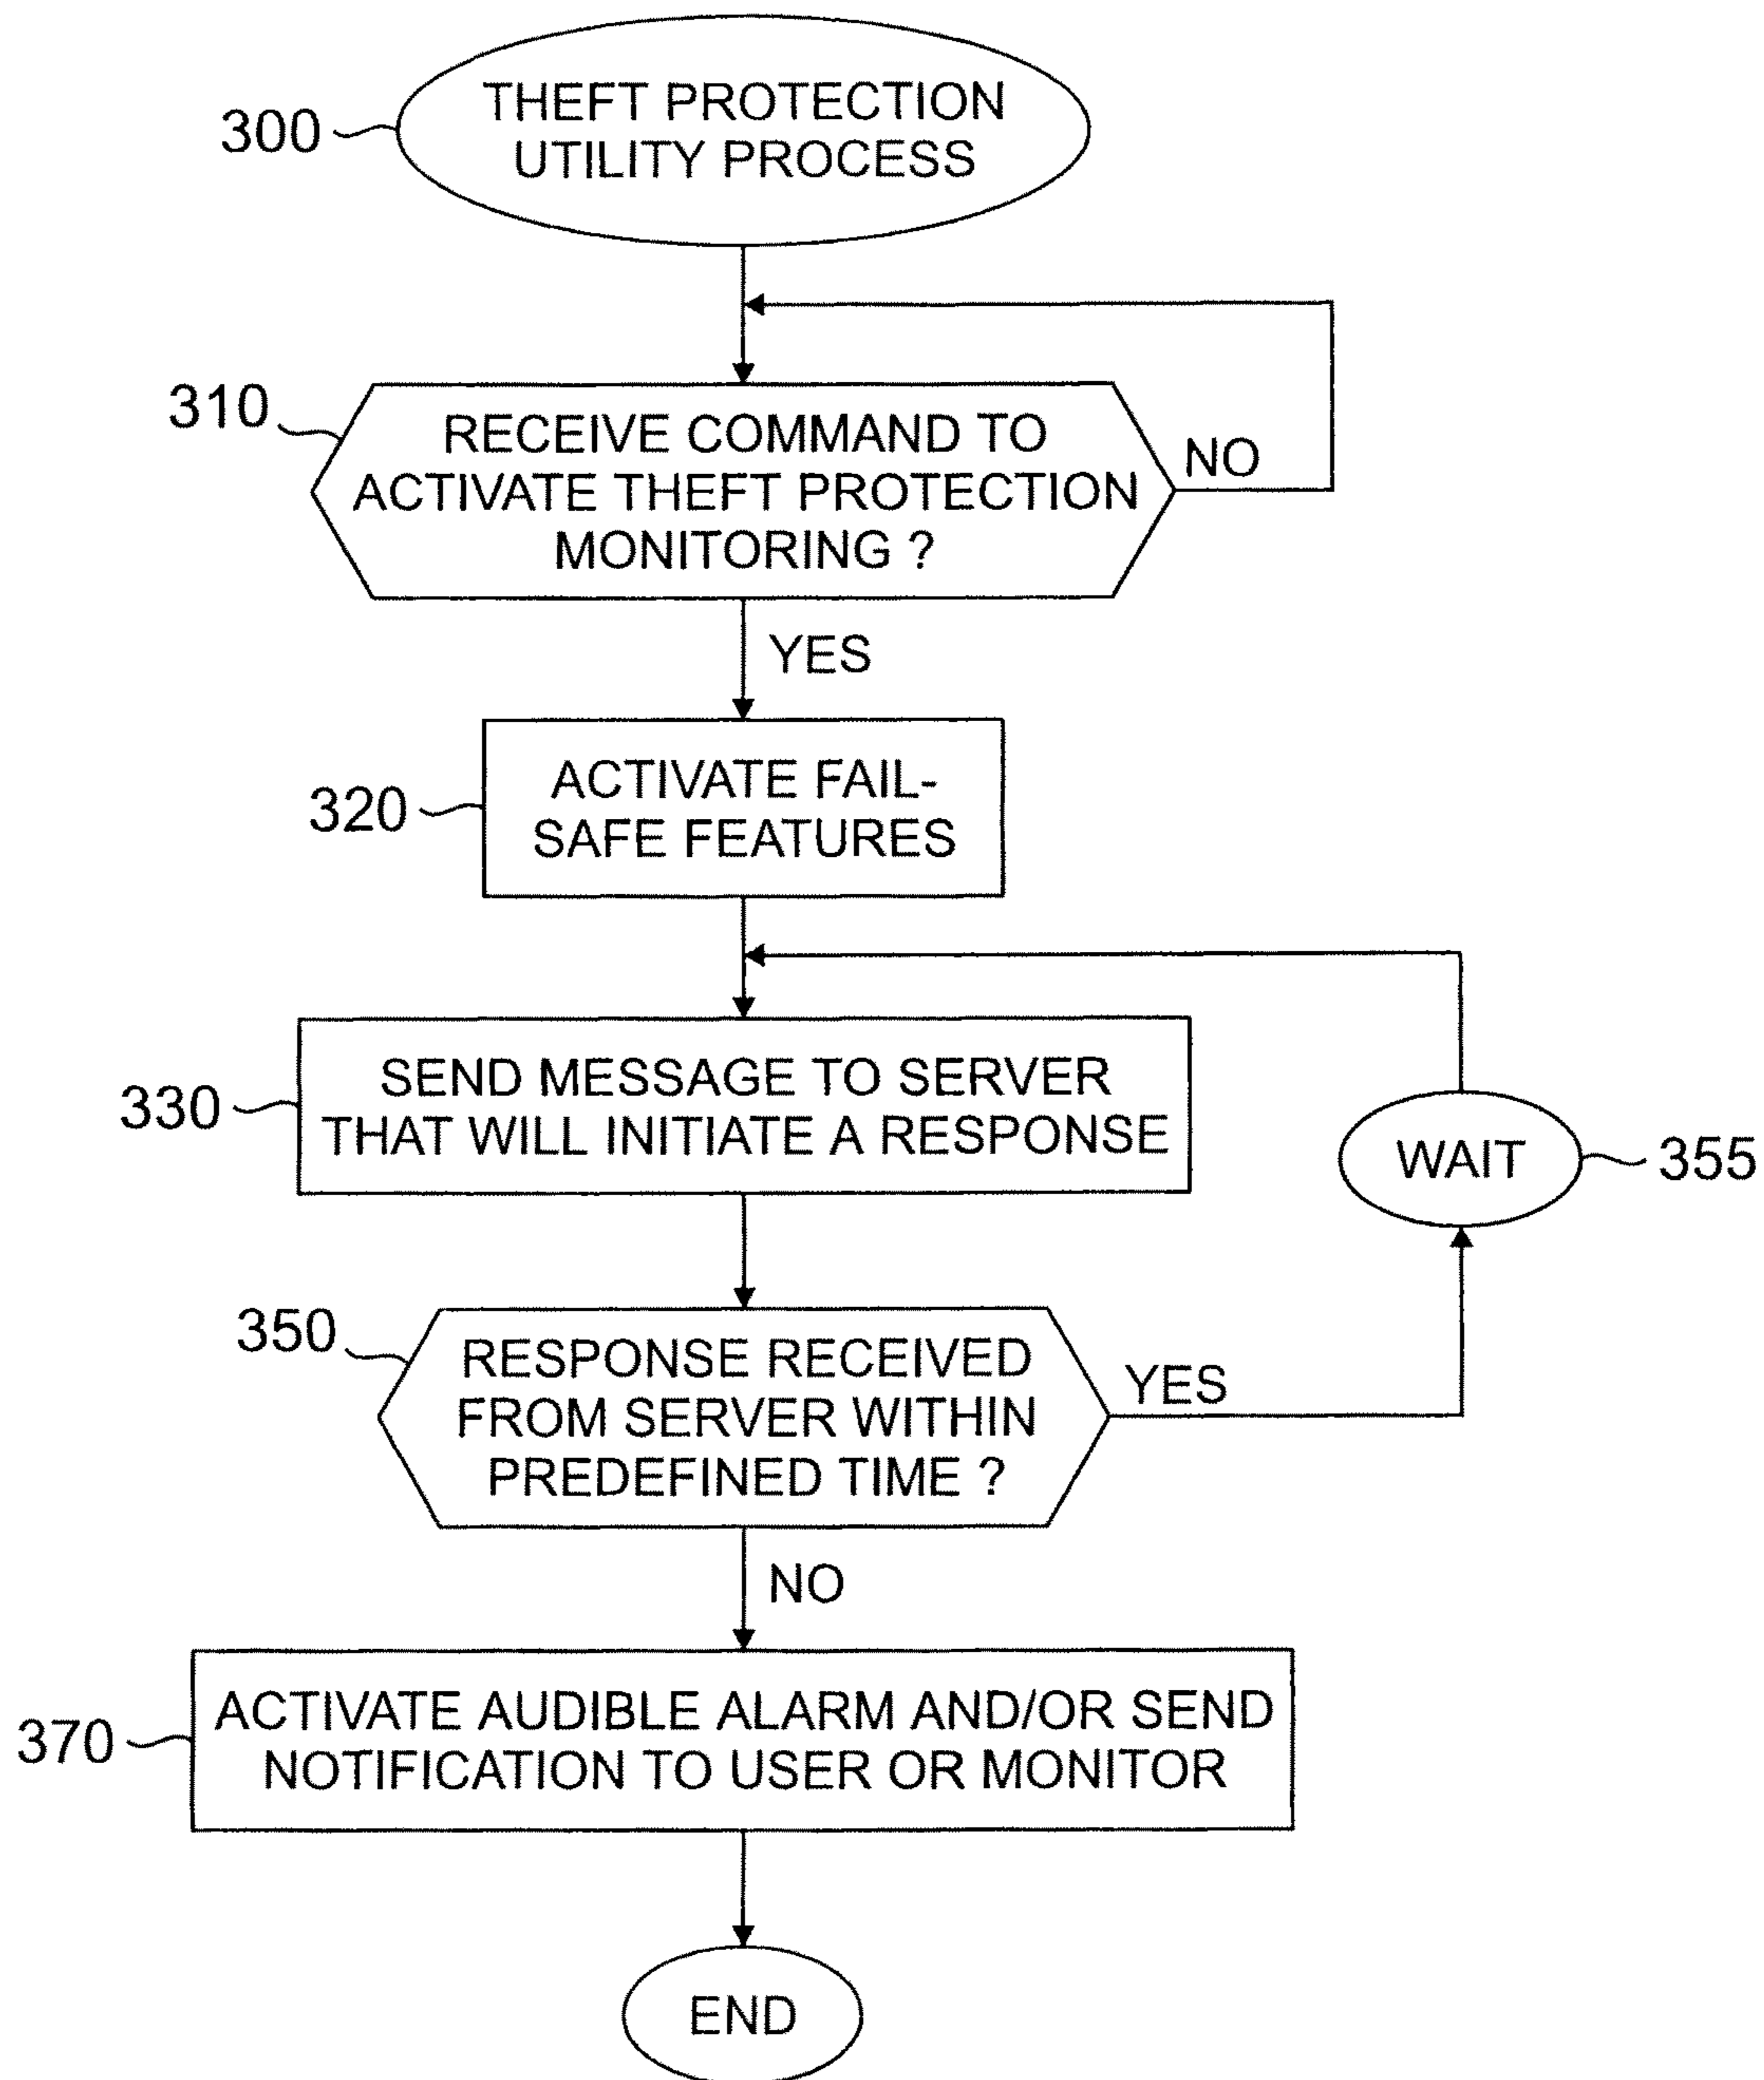 THEFT PROTECTION
UTILITY PROCESS
300
310
RECEIVE COMMAND TO
ACTIVATE THEFT PROTECTION
MONITORING ?
NO
YES
320
ACTIVATE FAIL-
SAFE FEATURES
330
SEND MESSAGE TO SERVER
THAT WILL INITIATE A RESPONSE
WAIT
355
350
RESPONSE RECEIVED
FROM SERVER WITHIN
PREDEFINED TIME ?
YES
NO
370
ACTIVATE AUDIBLE ALARM AND/OR SEND
NOTIFICATION TO USER OR MONITOR
END